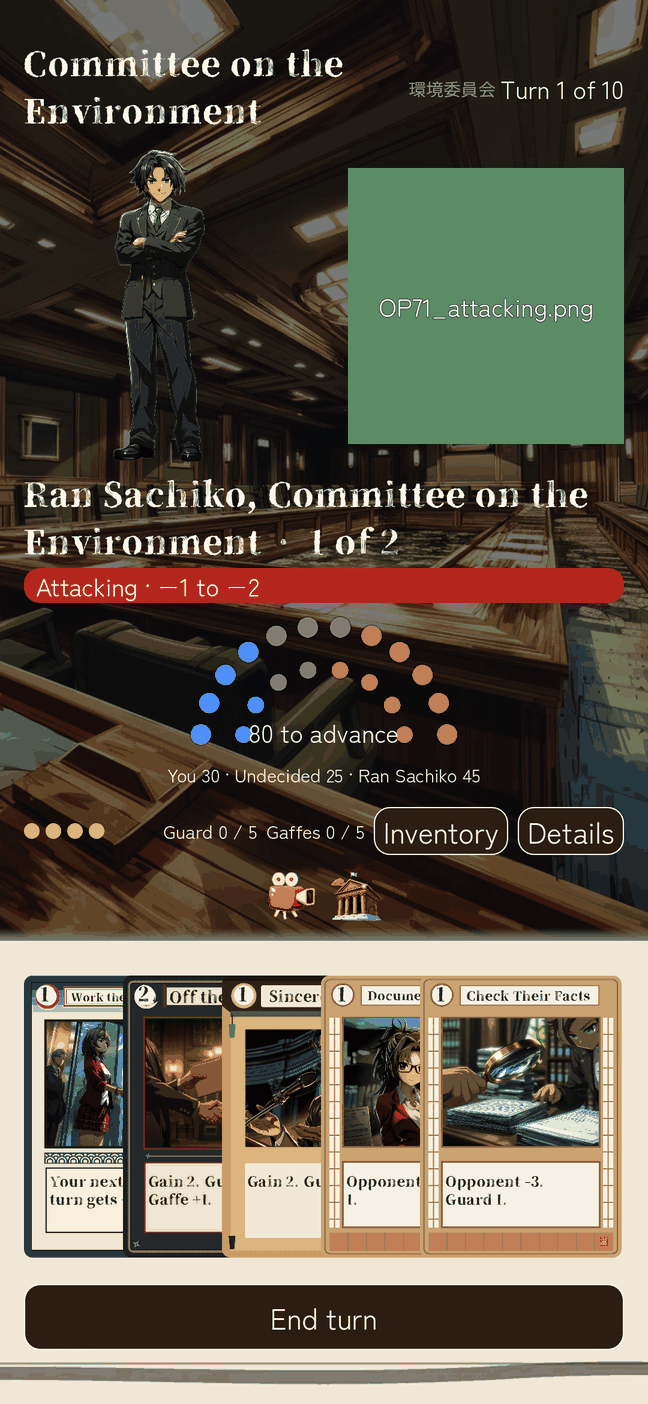 Committee on the
Environment
環境委員会 Turn 1 of 10
OP71_attacking.png
Ran Sachiko, Committee on the
Environment · 1 of 2
Attacking · −1 to −2
80 to advance
You 30 · Undecided 25 · Ran Sachiko 45
Guard 0 / 5 Gaffes 0 / 5 Inventory Details
1 Work the
Your next
turn gets
2 Off the
Gain 2. Gu
Gaffe +1.
1 Sincer
Gain 2. Gu
1 Docume
Opponent
1.
1 Check Their Facts
Opponent -3.
Guard 1.
End turn